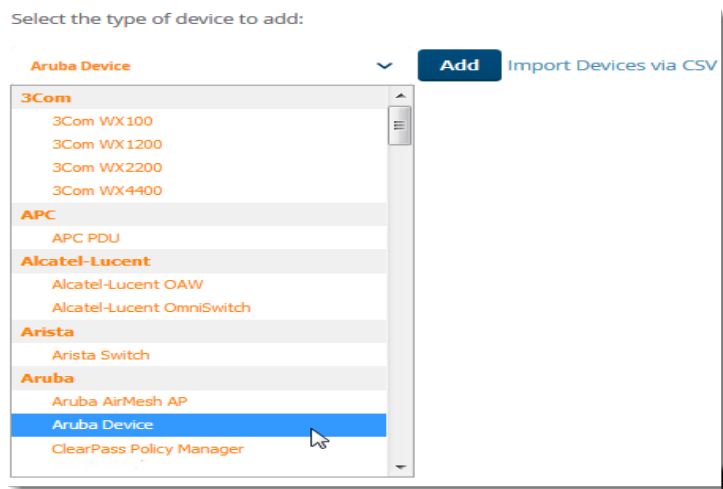 Select the type of device to add:
Aruba Device Add Import Devices via CSV
3Com
3Com WX100
3Com WX1200
3Com WX2200
3Com WX4400
APC
APC PDU
Alcatel-Lucent
Alcatel-Lucent OAW
Alcatel-Lucent OmniSwitch
Arista
Arista Switch
Aruba
Aruba AirMesh AP
Aruba Device
ClearPass Policy Manager